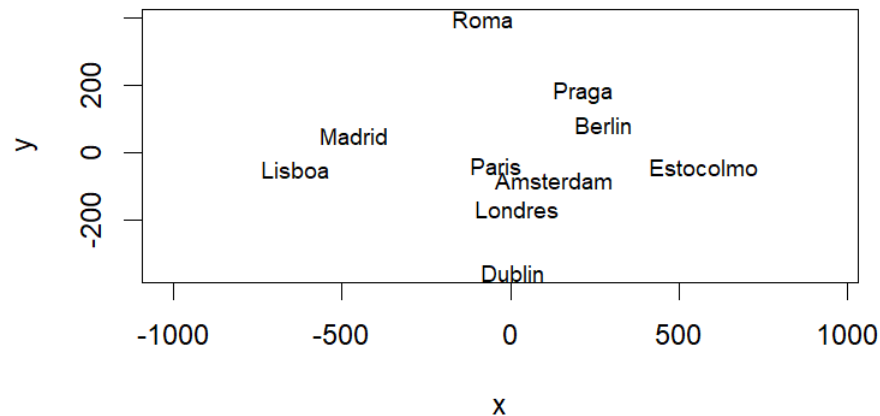 Roma
Praga
Berlin
Madrid
Paris
Lisboa
Estocolmo
Amsterdam
Londres
Dublin
y
200
0
-200
-1000
-500
0
500
1000
x